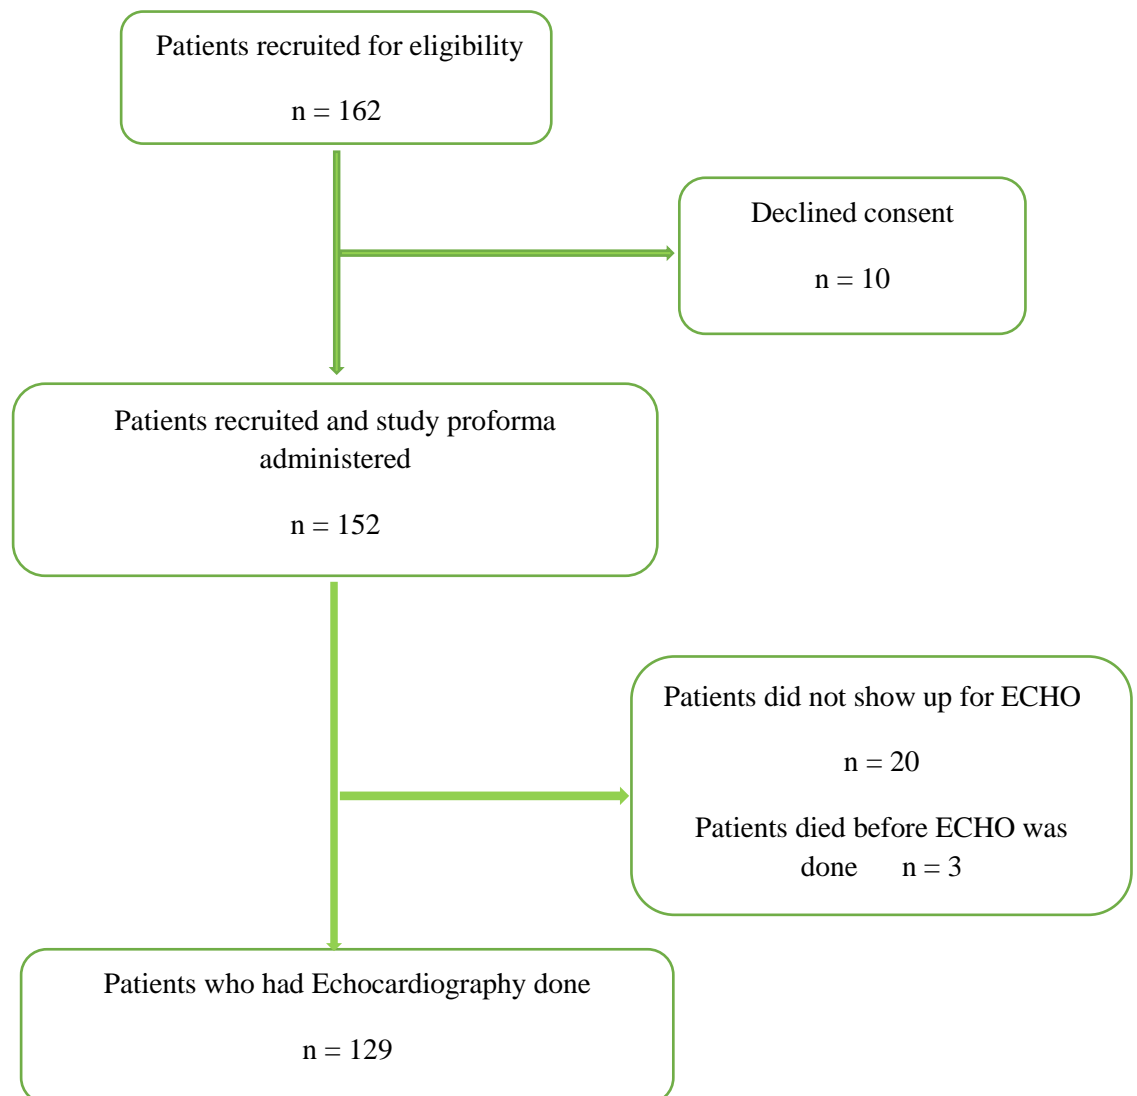 Patients recruited for eligibility
n = 162
Declined consent
n = 10
Patients recruited and study proforma
administered
n = 152
Patients did not show up for ECHO
n = 20
Patients died before ECHO was
done n = 3
Patients who had Echocardiography done
n = 129